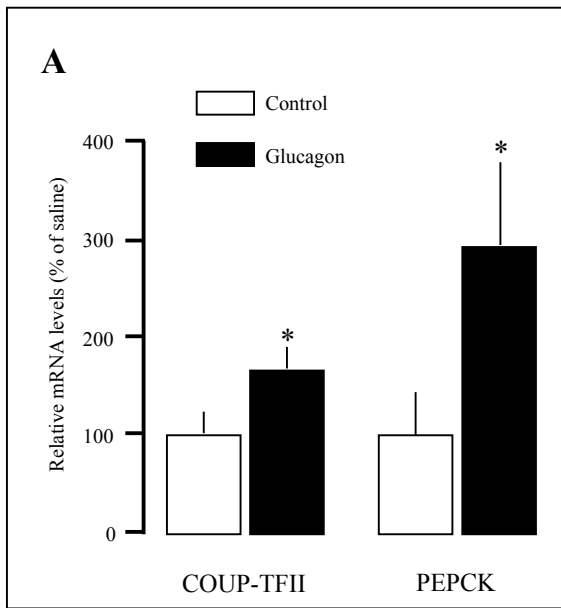 A
Control
Glucagon
Relative mRNA levels (% of saline)
400
300
200
100
0
*
*
COUP-TFII
PEPCK